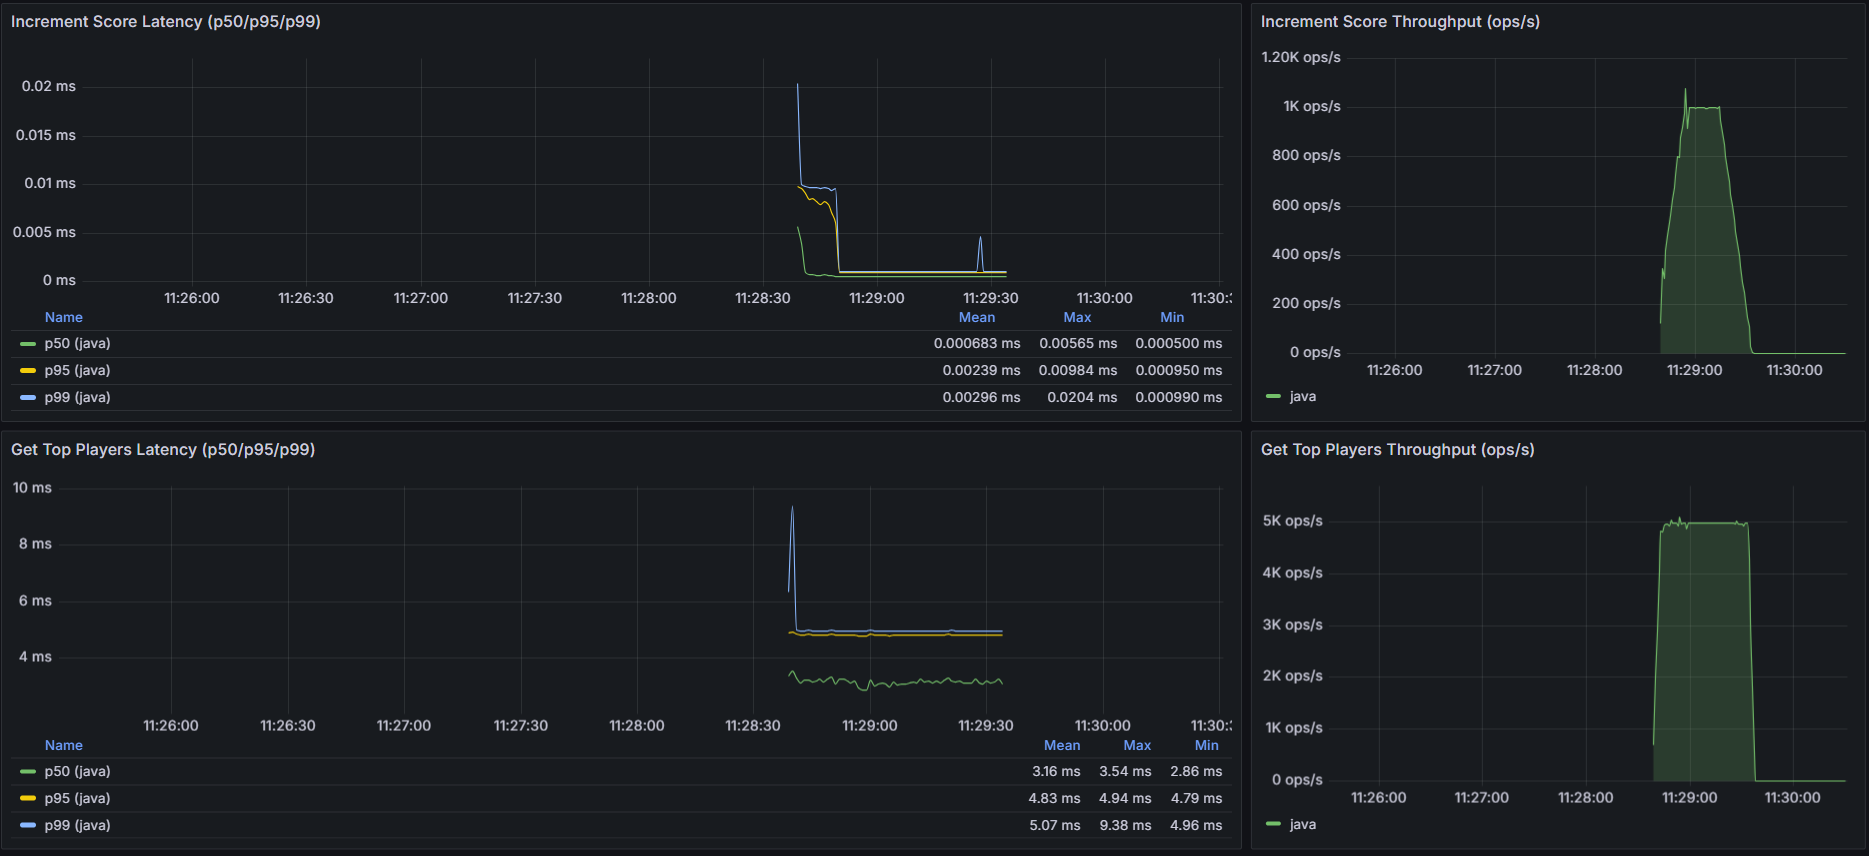 Increment Score Latency (p50/p95/p99)
0.02 ms
0.015 ms
0.01 ms
0.005 ms
0 ms
11:26:00 11:26:30 11:27:00 11:27:30 11:28:00 11:28:30 11:29:00 11:29:30 11:30:00
Name Mean Max Min
p50 (java) 0.000683 ms 0.00565 ms 0.000500 ms
p95 (java) 0.00239 ms 0.00984 ms 0.000950 ms
p99 (java) 0.00296 ms 0.0204 ms 0.000990 ms
Increment Score Throughput (ops/s)
1.20K ops/s
1K ops/s
800 ops/s
600 ops/s
400 ops/s
200 ops/s
0 ops/s
11:26:00 11:27:00 11:28:00 11:29:00 11:30:00
java
Get Top Players Latency (p50/p95/p99)
10 ms
8 ms
6 ms
4 ms
11:26:00 11:26:30 11:27:00 11:27:30 11:28:00 11:28:30 11:29:00 11:29:30 11:30:00
Name Mean Max Min
p50 (java) 3.16 ms 3.54 ms 2.86 ms
p95 (java) 4.83 ms 4.94 ms 4.79 ms
p99 (java) 5.07 ms 9.38 ms 4.96 ms
Get Top Players Throughput (ops/s)
5K ops/s
4K ops/s
3K ops/s
2K ops/s
1K ops/s
0 ops/s
11:26:00 11:27:00 11:28:00 11:29:00 11:30:00
java